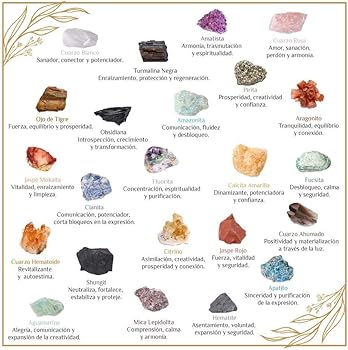 Cuarzo Blanco
Sanador, conector y potenciador.
Turmalina Negra
Enraizamiento, protección y regeneración.
Amatista
Armonía, trasmutación
y espiritualidad.
Cuarzo Rosa
Amor, sanación,
perdón y armonía.
Ojo de Tigre
Fuerza, equilibrio y prosperidad.
Obsidiana
Introspección, crecimiento
y transformación.
Amazonita
Comunicación, fluidez
y desbloqueo.
Pirita
Prosperidad, creatividad
y confianza.
Aragonito
Tranquilidad, equilibrio
y conexión.
Jaspe Mokaita
Vitalidad, enraizamiento
y limpieza.
Cianita
Comunicación, potenciador,
corta bloqueos en la expresión.
Fluorita
Concentración, espiritualidad
y purificación.
Calcita Amarilla
Dinamizante, potenciadora
y confianza.
Fucsita
Desbloqueo, calma
y seguridad.
Cuarzo Hematoide
Revitalizante
y autoestima.
Shungit
Neutraliza, fortalece,
estabiliza y proteje.
Citrino
Asimilación, creatividad,
prosperidad y conexión.
Jaspe Rojo
Fuerza, vitalidad
y seguridad.
Cuarzo Ahumado
Positividad y materialización
a través de la luz.
Aguamarina
Alegría, comunicación y
expansión de la creatividad.
Mica Lepidolita
Compromiso, calma
y armonía.
Hematite
Asentamiento, voluntad,
expansión y seguridad.
Apatito
Sinceridad y purificación
de la expresión.